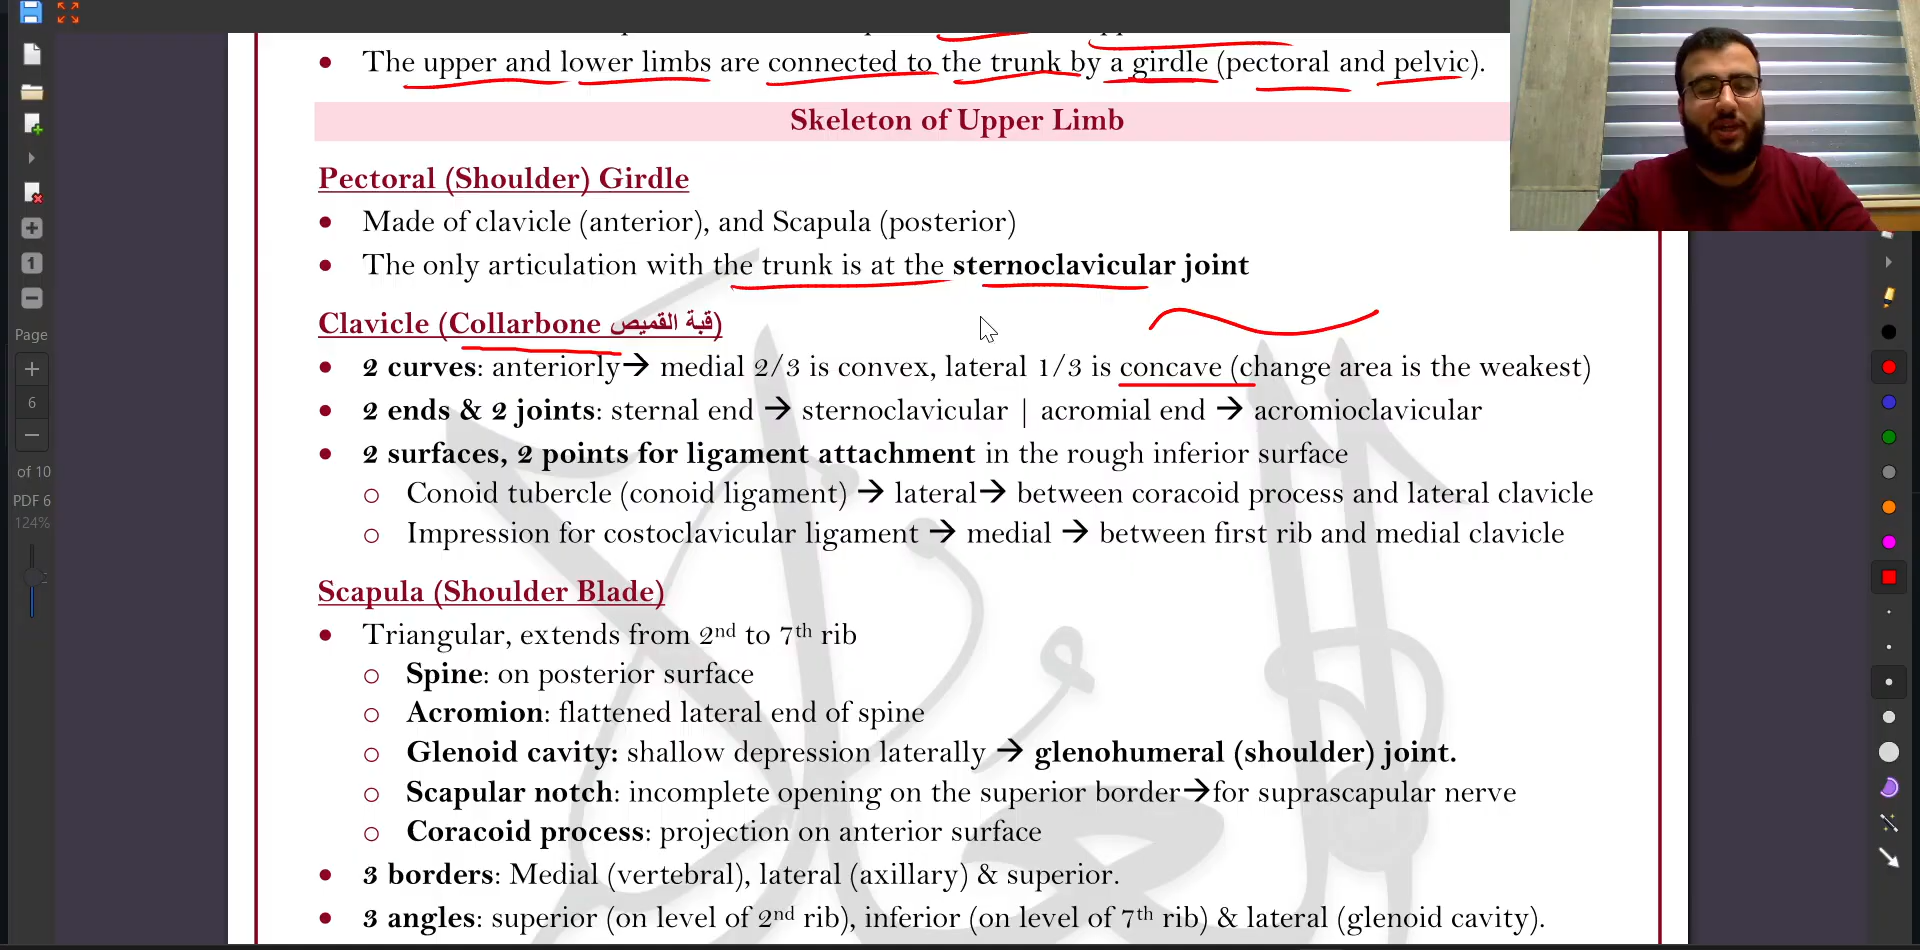 • The upper and lower limbs are connected to the trunk by a girdle (pectoral and pelvic).
Skeleton of Upper Limb
Pectoral (Shoulder) Girdle
• Made of clavicle (anterior), and Scapula (posterior)
• The only articulation with the trunk is at the sternoclavicular joint
Clavicle (Collarbone قبة القميص)
• 2 curves: anteriorly→ medial 2/3 is convex, lateral 1/3 is concave (change area is the weakest)
• 2 ends & 2 joints: sternal end → sternoclavicular | acromial end → acromioclavicular
• 2 surfaces, 2 points for ligament attachment in the rough inferior surface
o Conoid tubercle (conoid ligament) → lateral→ between coracoid process and lateral clavicle
o Impression for costoclavicular ligament → medial → between first rib and medial clavicle
Scapula (Shoulder Blade)
• Triangular, extends from 2nd to 7th rib
o Spine: on posterior surface
o Acromion: flattened lateral end of spine
o Glenoid cavity: shallow depression laterally → glenohumeral (shoulder) joint.
o Scapular notch: incomplete opening on the superior border→for suprascapular nerve
o Coracoid process: projection on anterior surface
• 3 borders: Medial (vertebral), lateral (axillary) & superior.
• 3 angles: superior (on level of 2nd rib), inferior (on level of 7th rib) & lateral (glenoid cavity).
1
Page
6
of 10
PDF 6
124%